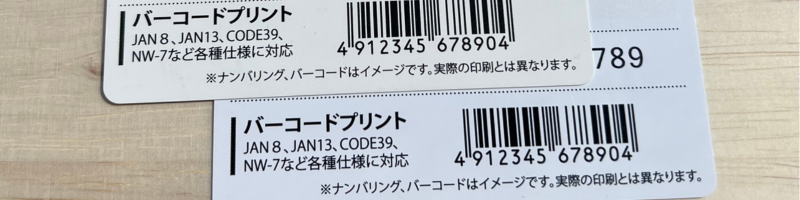 バーコードプリント
JAN 8、JAN13、CODE39、
NW-7など各種仕様に対応
4 912345 678904
※ナンバリング、バーコードはイメージです。実際の印刷とは異なります。
789
バーコードプリント
JAN 8、JAN13、CODE39、
NW-7など各種仕様に対応
4 912345 678904
※ナンバリング、バーコードはイメージです。実際の印刷とは異なります。